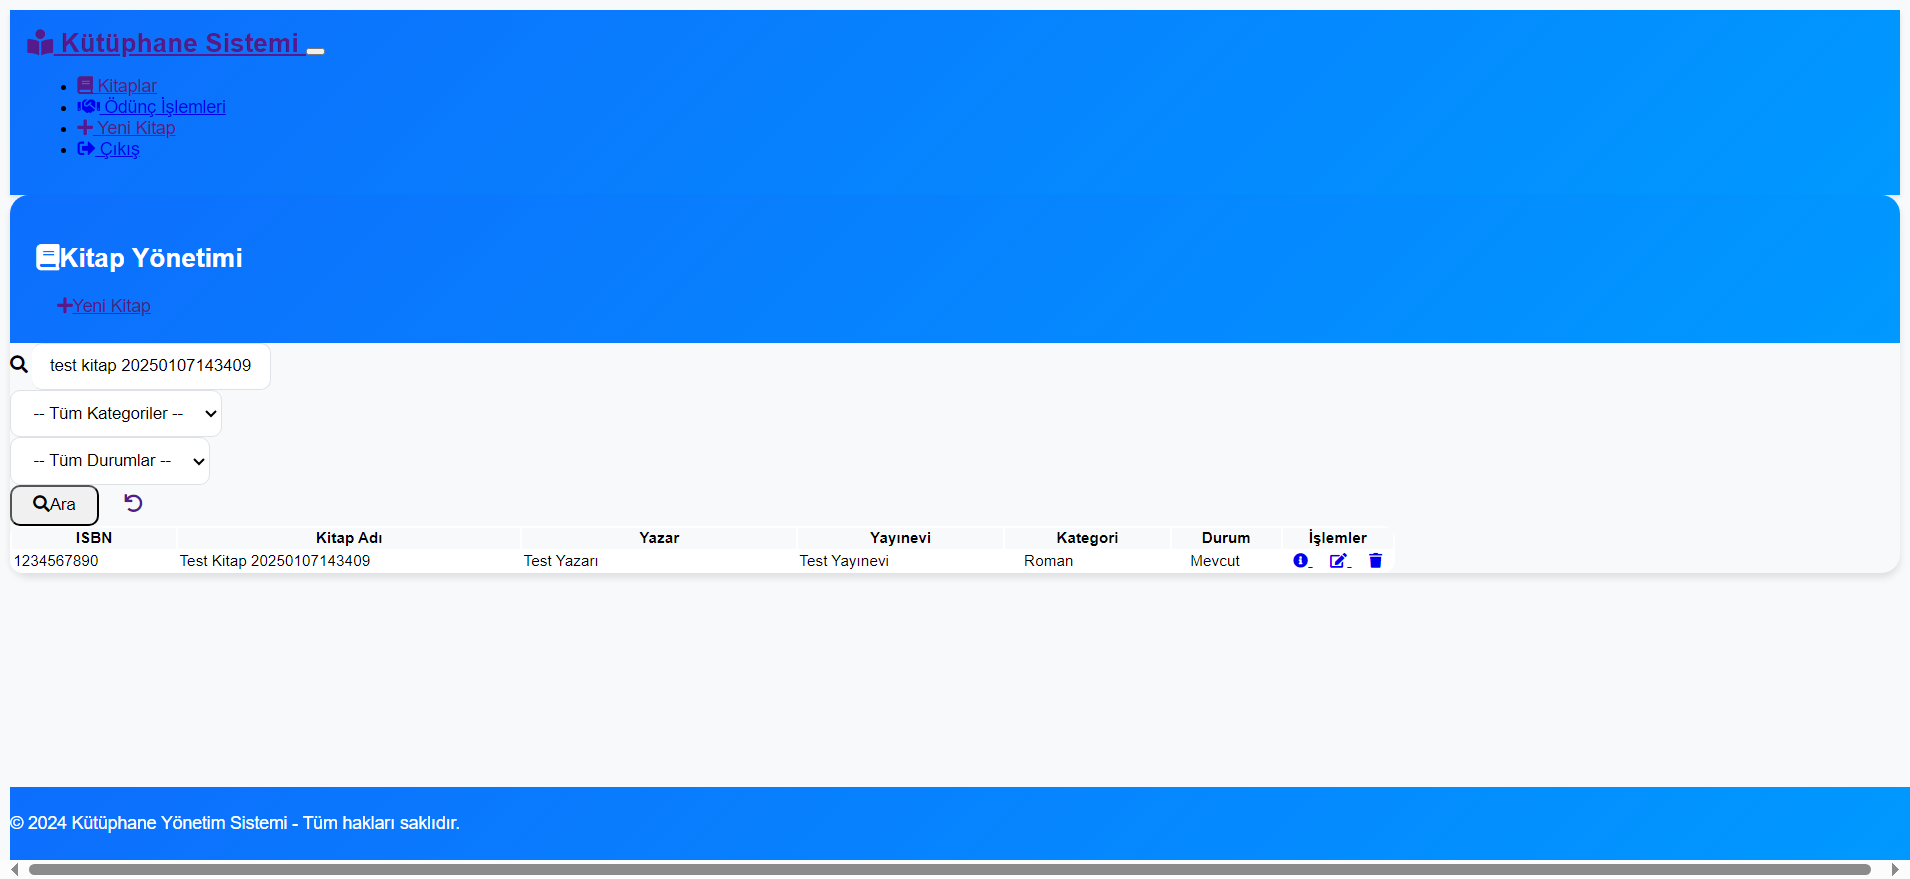 Kütüphane Sistemi
Kitaplar
Ödünç İşlemleri
Yeni Kitap
Çıkış
Kitap Yönetimi
Yeni Kitap
test kitap 20250107143409
-- Tüm Kategoriler --
-- Tüm Durumlar --
Ara
ISBN Kitap Adı Yazar Yayınevi Kategori Durum İşlemler
1234567890 Test Kitap 20250107143409 Test Yazarı Test Yayınevi Roman Mevcut
© 2024 Kütüphane Yönetim Sistemi - Tüm hakları saklıdır.